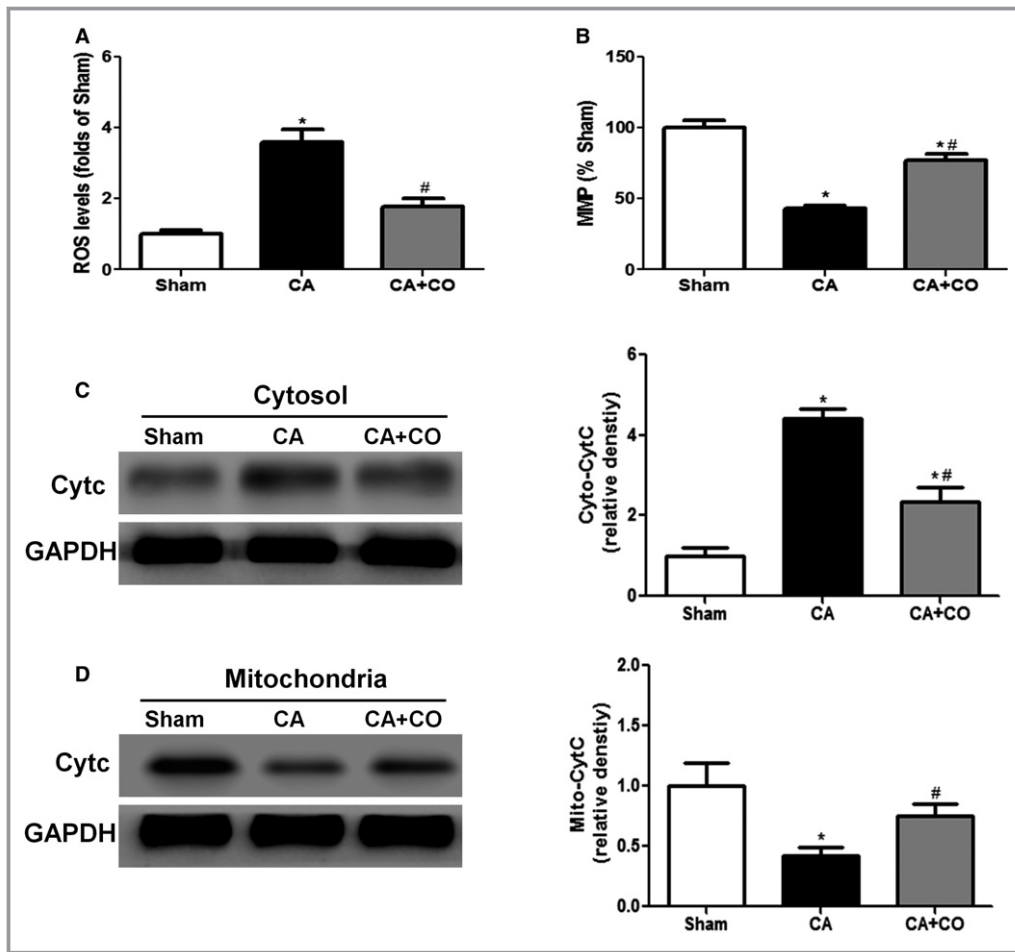 A
ROS levels (folds of Sham)
6
4
2
0
*
#
Sham CA CA+CO
B
MMP (% Sham)
150
100
50
0
*
*#
Sham CA CA+CO
C
Cytosol
Sham CA CA+CO
Cytc
GAPDH
Cyto-CytC
(relative denstiy)
6
4
2
0
*
*#
Sham CA CA+CO
D
Mitochondria
Sham CA CA+CO
Cytc
GAPDH
Mito-CytC
(relative denstiy)
2.0
1.5
1.0
0.5
0.0
*
#
Sham CA CA+CO